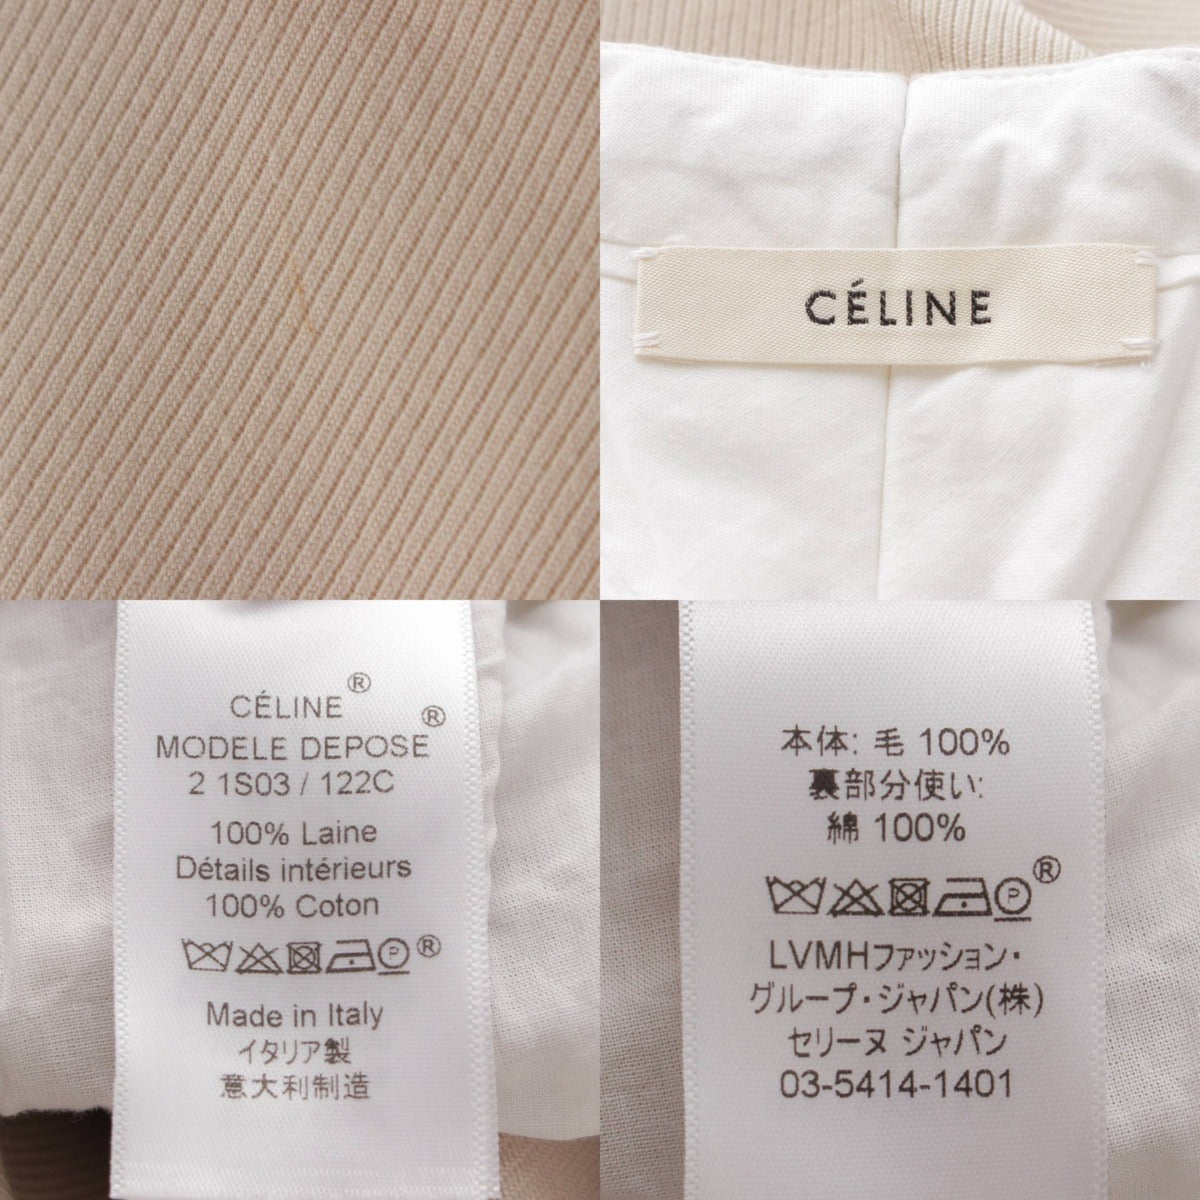 CÉLINE
CÉLINE®
MODELE DEPOSE®
2 1S03 / 122C
100% Laine
Détails intérieurs
100% Coton
P ®
Made in Italy
イタリア製
意大利制造
本体: 毛 100%
裏部分使い:
綿 100%
P ®
LVMHファッション・
グループ・ジャパン(株)
セリーヌ ジャパン
03-5414-1401